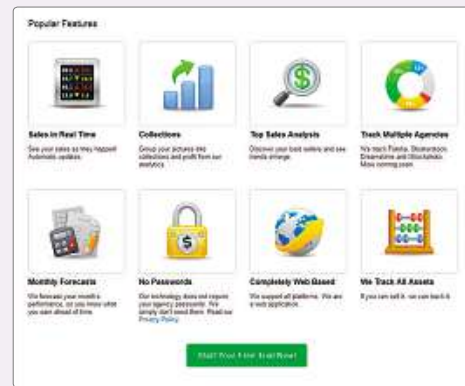 Popular Features
Sales in Real Time
See your sales as they happen!
Automatic updates.
Collections
Group your pictures into
collections and profit from our
analytics.
Top Sales Analysis
Discover your best sellers and see
trends emerge.
Track Multiple Agencies
We track Fotolia, Shutterstock,
Dreamstime and iStockphoto.
More coming soon.
Monthly Forecasts
We forecast your month's
performance, so you know what
you earn ahead of time.
No Passwords
Our technology does not require
your agency passwords. We
simply don't need them. Read our
Privacy Policy
Completely Web Based
We support all platforms. We are
a web application.
We Track All Assets
If you can sell it, we can track it.
Start Your Free Trial Now!